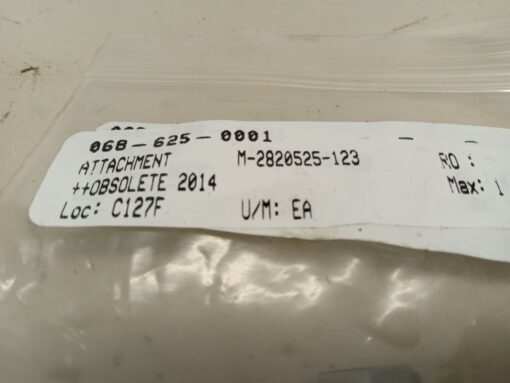 068-625-0001 - -
ATTACHMENT M-2820525-123 RO :
++OBSOLETE 2014 Max: 1
Loc: C127F U/M: EA